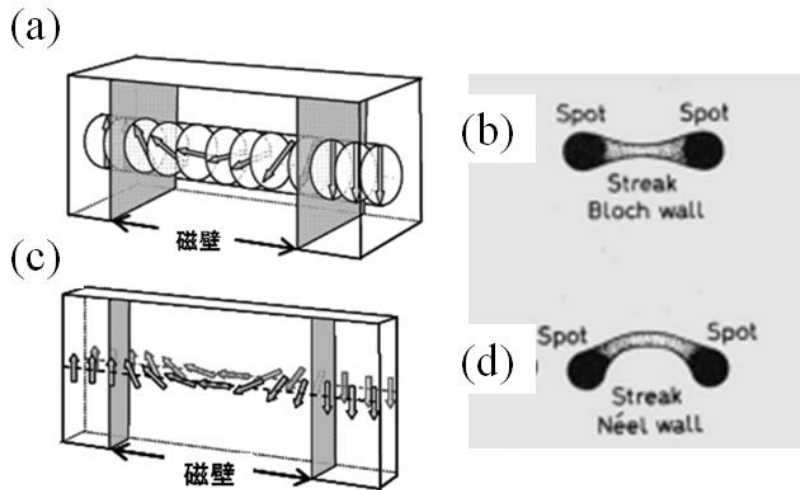 (a)
磁壁
(b)
Spot Spot
Streak
Bloch wall
(c)
磁壁
(d)
Spot Spot
Streak
Néel wall